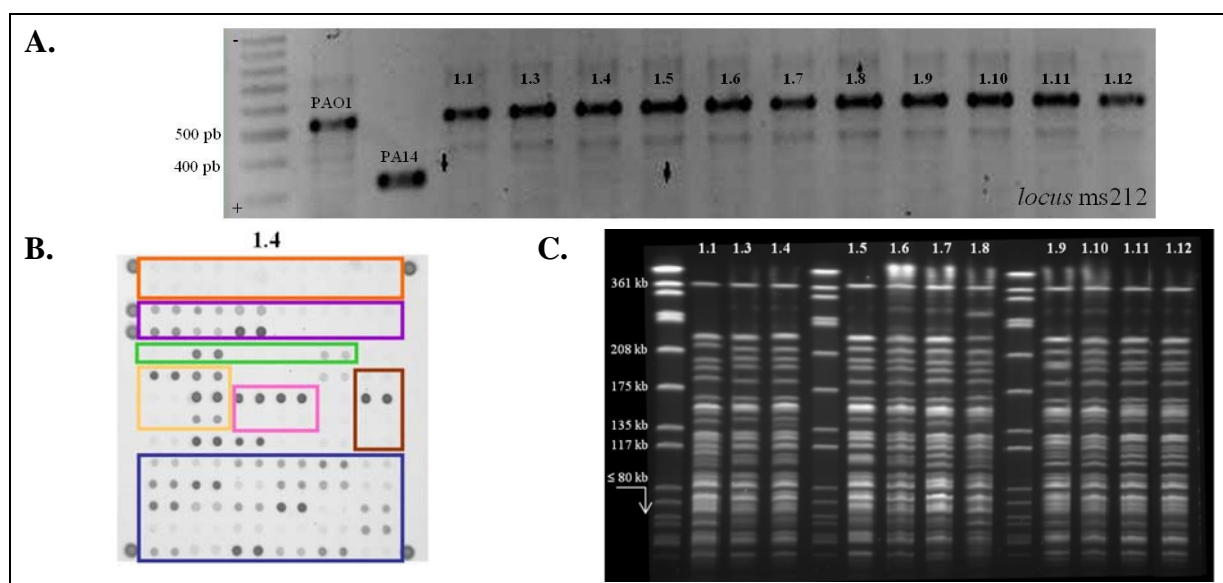 A.
-
PAO1
PA14
1.1 1.3 1.4 1.5 1.6 1.7 1.8 1.9 1.10 1.11 1.12
500 pb
400 pb
+
locus ms212
B.
1.4
C.
1.1 1.3 1.4 1.5 1.6 1.7 1.8 1.9 1.10 1.11 1.12
361 kb
208 kb
175 kb
135 kb
117 kb
≤ 80 kb